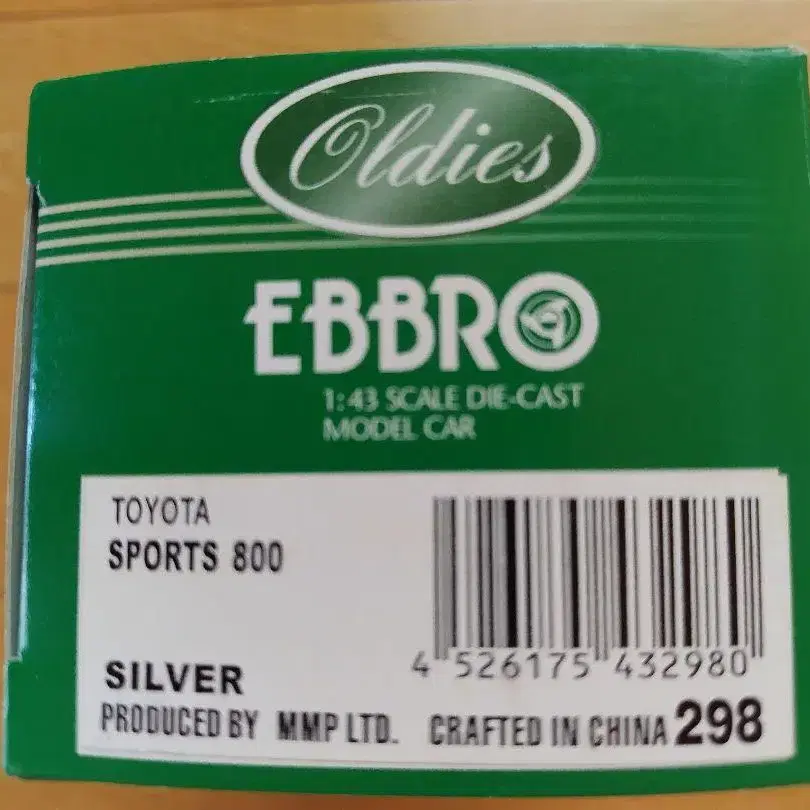 Oldies
EBBRO
1:43 SCALE DIE-CAST
MODEL CAR
TOYOTA
SPORTS 800
SILVER
4 526175 432980
PRODUCED BY MMP LTD. CRAFTED IN CHINA 298